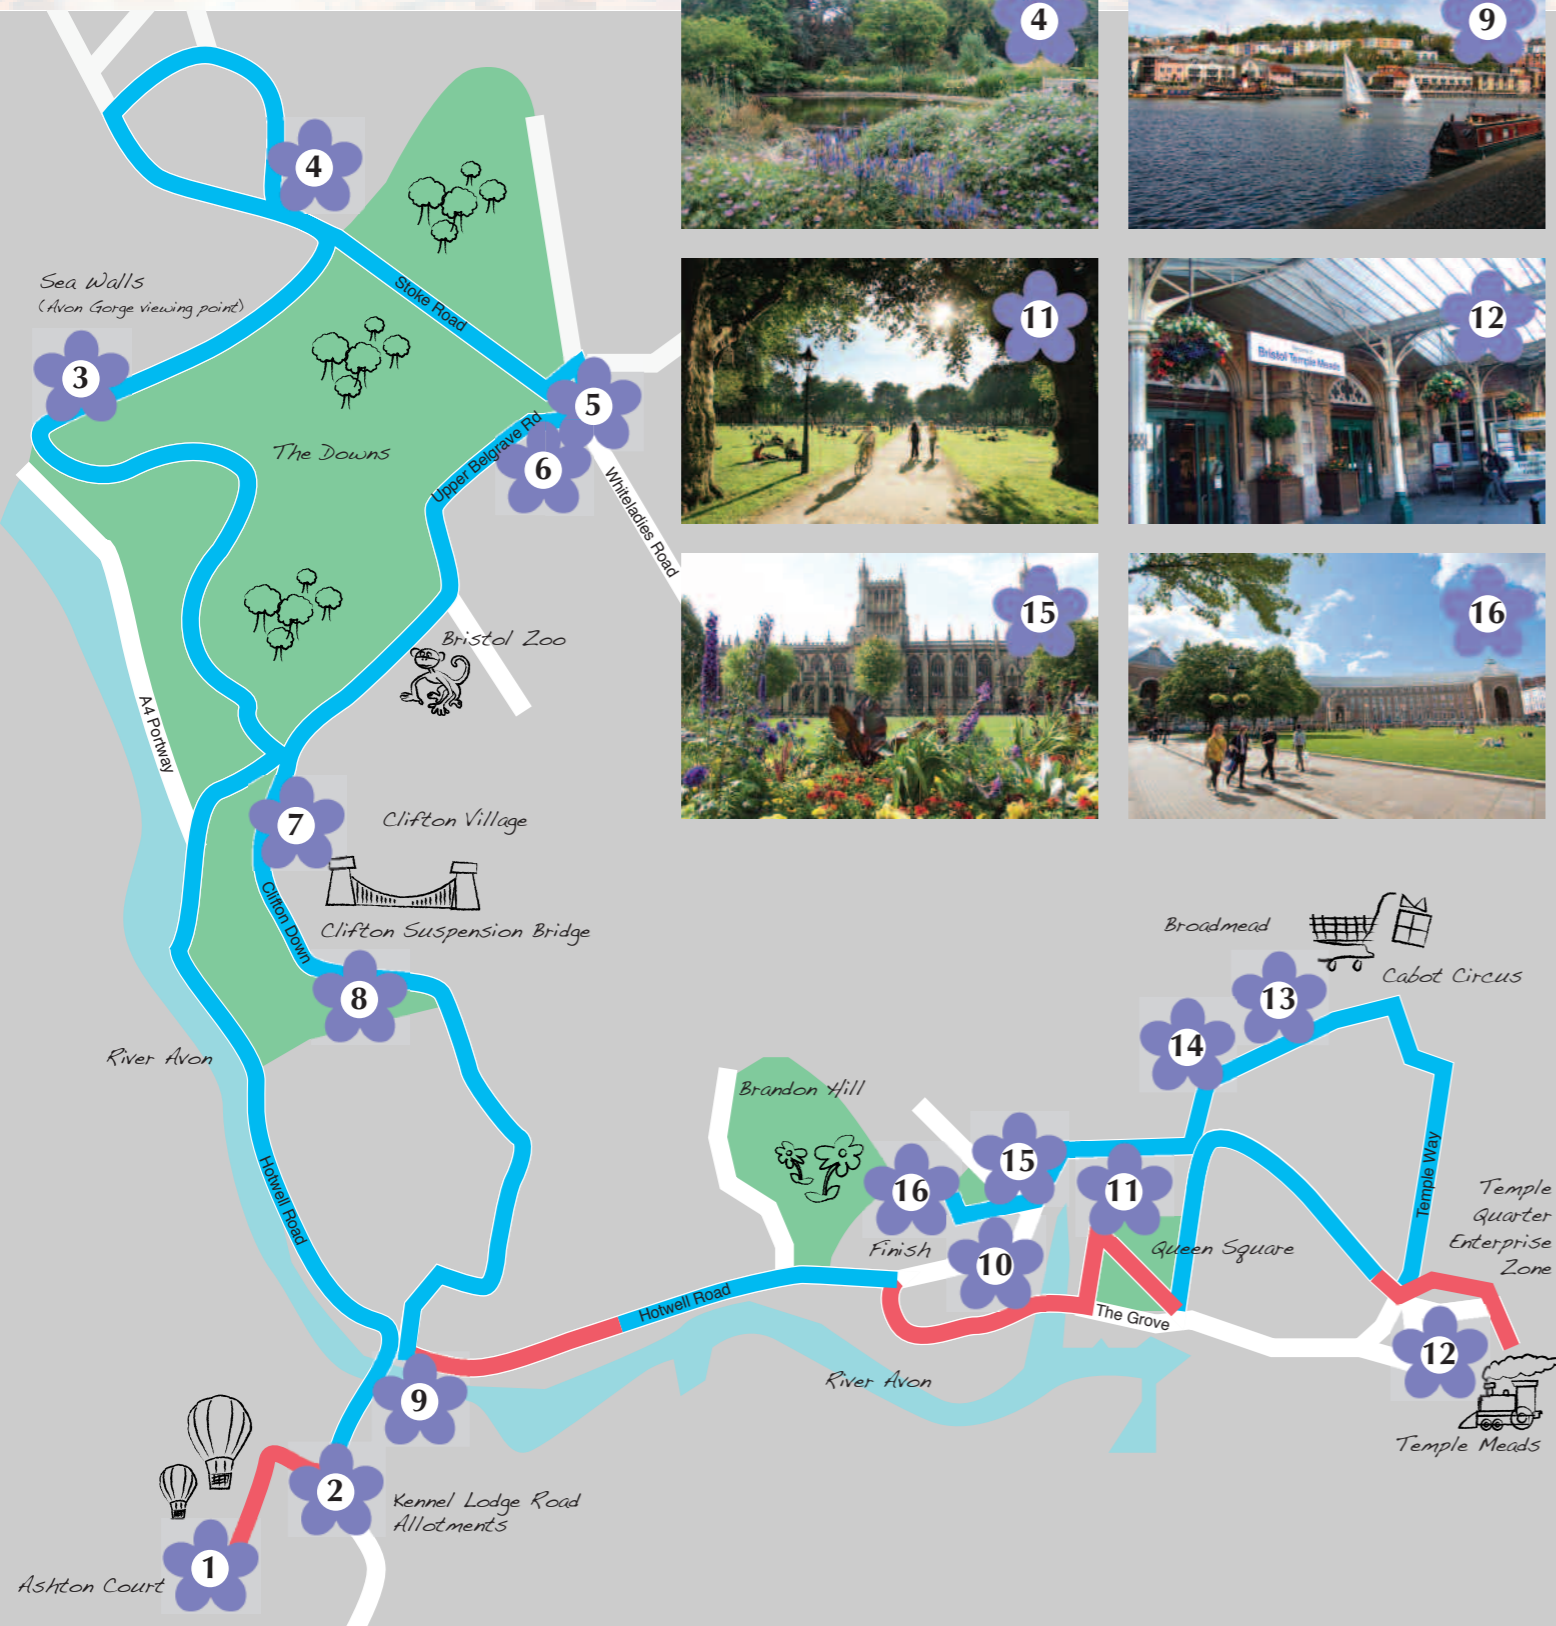 4
9
4
Sea Walls
(Avon Gorge viewing point)
Stoke Road
11
12
Bristol Temple Meads
3
5
The Downs
Upper Belgrave Rd
6
Whiteladies Road
15
16
Bristol Zoo
A4 Portway
7
Clifton Village
Clifton Down
Clifton Suspension Bridge
8
Broadmead
Cabot Circus
13
14
River Avon
Brandon Hill
Hotwell Road
15
16
11
Temple Way
Temple
Quarter
Enterprise
Zone
Finish
10
Queen Square
Hotwell Road
The Grove
12
River Avon
9
Temple Meads
2
Kennel Lodge Road
Allotments
1
Ashton Court